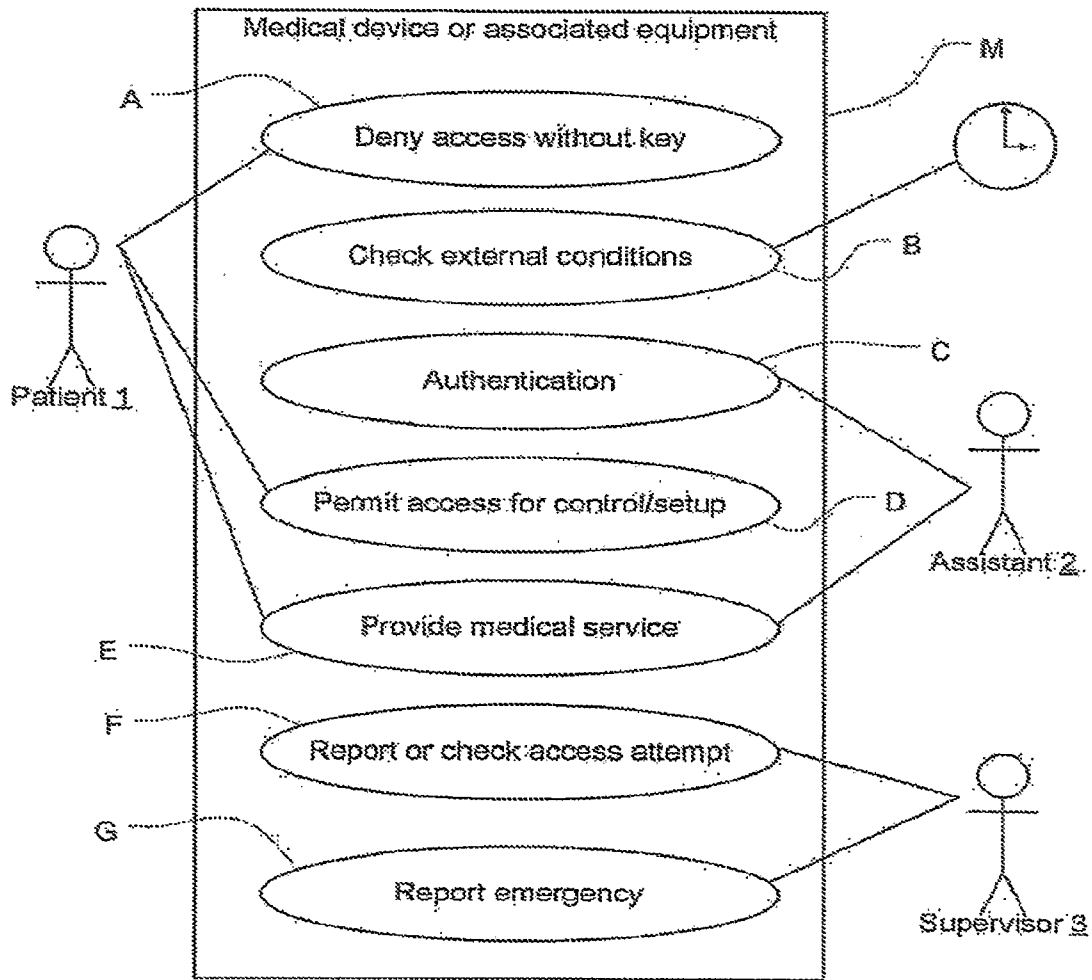 Medical device or associated equipment
M
A
Deny access without key
Check external conditions
B
C
Authentication
Patient 1
Permit access for control/setup
D
Assistant 2
Provide medical service
E
F
Report or check access attempt
G
Report emergency
Supervisor 3